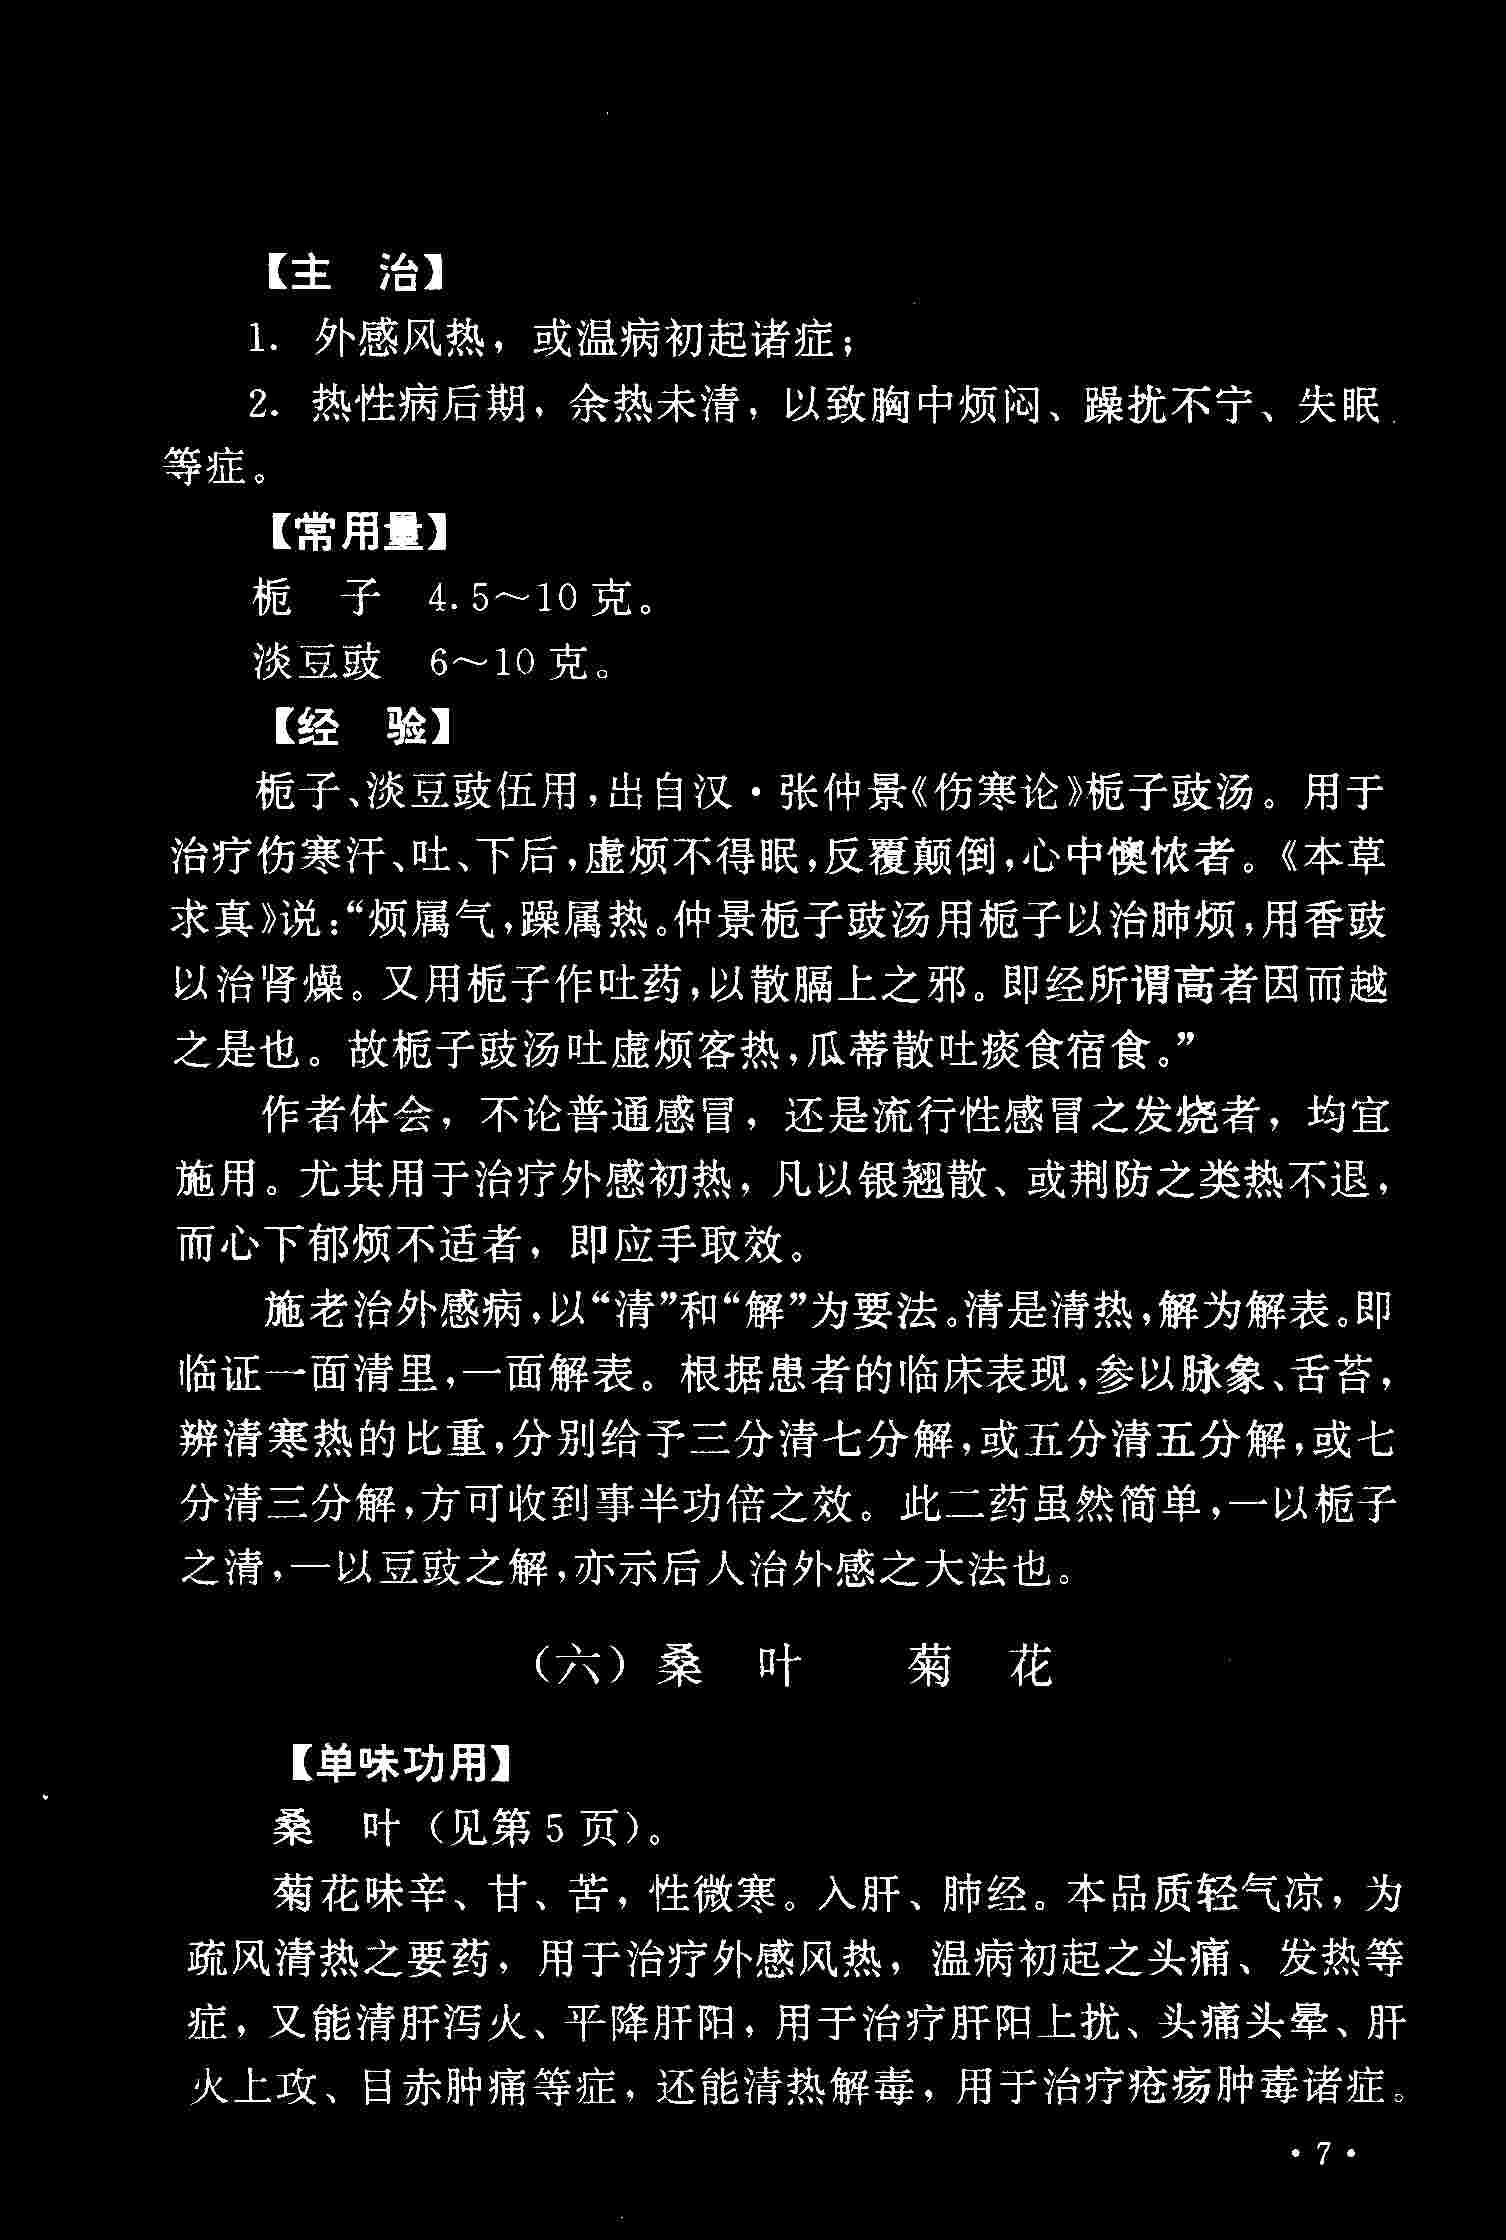 【主　治】
1. 外感风热，或温病初起诸症；
2. 热性病后期，余热未清，以致胸中烦闷、躁扰不宁、失眠
等症。
【常用量】
栀　子　4.5～10克。
淡豆豉　6～10克。
【经　验】
栀子、淡豆豉伍用，出自汉·张仲景《伤寒论》栀子豉汤。用于
治疗伤寒汗、吐、下后，虚烦不得眠，反覆颠倒，心中懊憹者。《本草
求真》说：“烦属气，躁属热。仲景栀子豉汤用栀子以治肺烦，用香豉
以治肾燥。又用栀子作吐药，以散膈上之邪。即经所谓高者因而越
之是也。故栀子豉汤吐虚烦客热，瓜蒂散吐痰食宿食。”
作者体会，不论普通感冒，还是流行性感冒之发烧者，均宜
施用。尤其用于治疗外感初热，凡以银翘散、或荆防之类热不退，
而心下郁烦不适者，即应手取效。
施老治外感病，以“清”和“解”为要法。清是清热，解为解表。即
临证一面清里，一面解表。根据患者的临床表现，参以脉象、舌苔，
辨清寒热的比重，分别给予三分清七分解，或五分清五分解，或七
分清三分解，方可收到事半功倍之效。此二药虽然简单，一以栀子
之清，一以豆豉之解，亦示后人治外感之大法也。
（六）桑　叶　　菊　花
【单味功用】
桑　叶（见第5页）。
菊花味辛、甘、苦，性微寒。入肝、肺经。本品质轻气凉，为
疏风清热之要药，用于治疗外感风热，温病初起之头痛、发热等
症，又能清肝泻火、平降肝阳，用于治疗肝阳上扰、头痛头晕、肝
火上攻、目赤肿痛等症，还能清热解毒，用于治疗疮疡肿毒诸症。
·7·